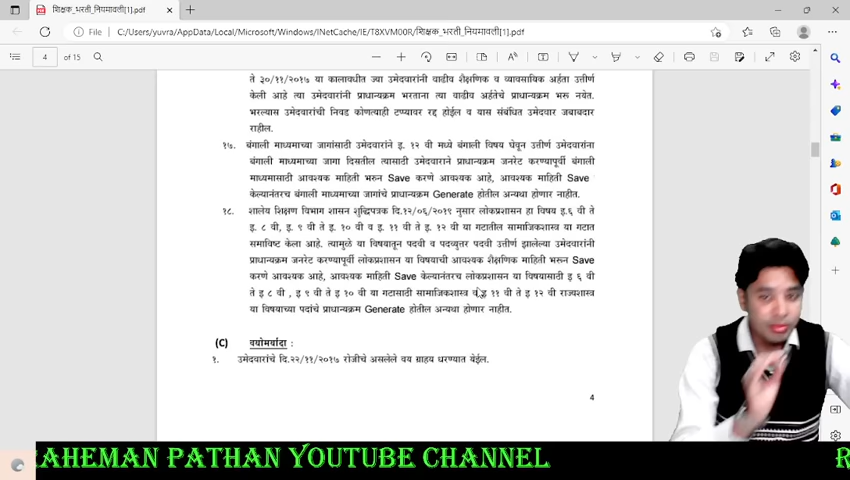 शिक्षक_भरती_नियमावली[1].pdf
File
C:/Users/yuvra/AppData/Local/Microsoft/Windows/INetCache/IE/T8XVM00R/शिक्षक_भरती_नियमावली[1].pdf
4 of 15
ते ३०/११/२०१७ या कालावधीत ज्या उमेदवारांनी वाढीव शैक्षणिक व व्यावसायिक अर्हता उत्तीर्ण
केली आहे त्या उमेदवारांनी प्राधान्यक्रम भरताना त्या वाढीव अर्हतेचे प्राधान्यक्रम भरू नयेत.
भरल्यास उमेदवारांची निवड कोणत्याही टप्प्यावर रद्द होईल व यास संबंधित उमेदवार जबाबदार
राहील.
१७. बंगाली माध्यमाच्या जागांसाठी उमेदवारांने इ. १२ वी मध्ये बंगाली विषय घेवून उत्तीर्ण उमेदवारांना
बंगाली माध्यमाच्या जागा दिसतील त्यासाठी उमेदवाराने प्राधान्यक्रम जनरेट करण्यापूर्वी बंगाली
माध्यमासाठी आवश्यक माहिती भरुन Save करणे आवश्यक आहे, आवश्यक माहिती Save
केल्यानंतरच बंगाली माध्यमाच्या जागांचे प्राधान्यक्रम Generate होतील अन्यथा होणार नाहीत.
१८. शालेय शिक्षण विभाग शासन शुद्धिपत्रक दि.१२/०६/२०१९ नुसार लोकप्रशासन हा विषय इ.६ वी ते
इ. ८ वी, इ. ९ वी ते इ. १० वी व इ. ११ वी ते इ. १२ वी या गटातील सामाजिकशास्त्र या गटात
समाविष्ट केला आहे. त्यामुळे या विषयातून पदवी व पदव्युत्तर पदवी उत्तीर्ण झालेल्या उमेदवारांनी
प्राधान्यक्रम जनरेट करण्यापूर्वी लोकप्रशासन या विषयाची आवश्यक शैक्षणिक माहिती भरुन Save
करणे आवश्यक आहे, आवश्यक माहिती Save केल्यानंतरच लोकप्रशासन या विषयासाठी इ ६ वी
ते इ ८ वी , इ ९ वी ते इ १० वी या गटासाठी सामाजिकशास्त्र व इ ११ वी ते इ १२ वी राज्यशास्त्र
या विषयाच्या पदांचे प्राधान्यक्रम Generate होतील अन्यथा होणार नाहीत.
(C) वयोमर्यादा :
१. उमेदवारांचे दि.२२/११/२०१७ रोजीचे असलेले वय ग्राहय धरण्यात येईल.
4
RAHEMAN PATHAN YOUTUBE CHANNEL R